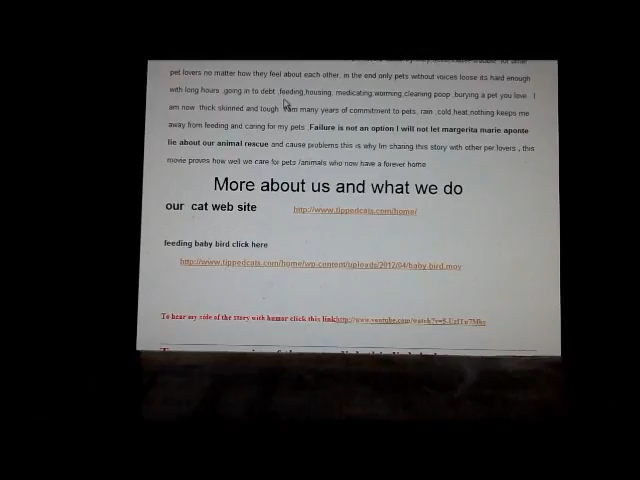 pet lovers no matter how they feel about each other, in the end only pets without voices loose its hard enough
with long hours ,going in to debt ,feeding,housing, medicating,worming,cleaning poop ,burying a pet you love I
am now thick skinned and tough many years of commitment to pets, rain ,cold,heat,nothing keeps me
away from feeding and caring for my pets .Failure is not an option I will not let margerita marie aponte
lie about our animal rescue and cause problems this is why Im sharing this story with other per lovers , this
movie proves how well we care for pets /animals who now have a forever home
More about us and what we do
our cat web site http://www.tippedcats.com/home/
feeding baby bird click here
http://www.tippedcats.com/home/wp-content/uploads/2012/04/baby.bird.mov
To hear my side of the story with humor click this link